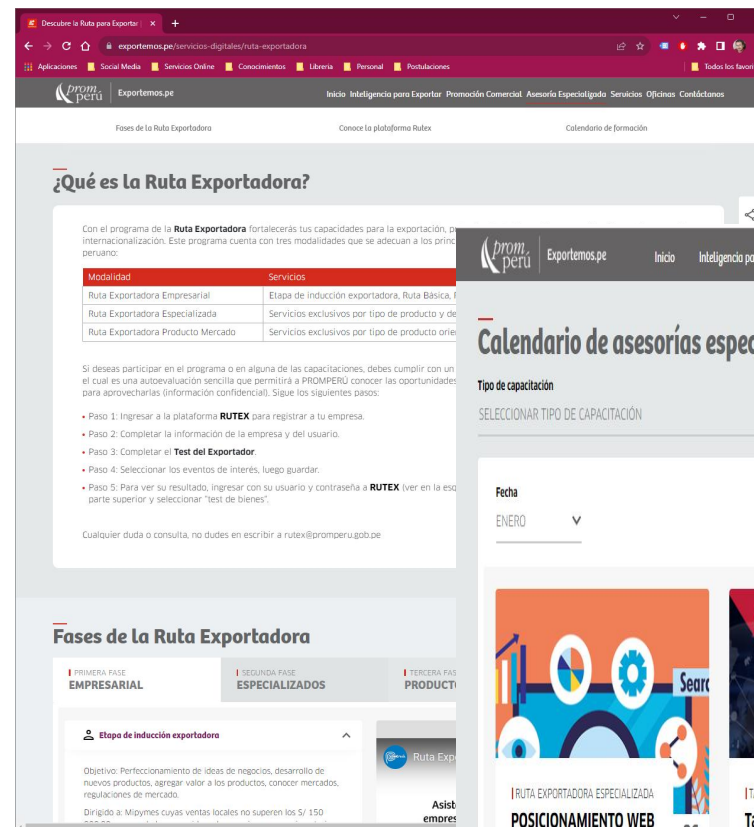 Descubre la Ruta para Exportar |
exportemos.pe/servicios-digitales/ruta-exportadora
Aplicaciones Social Media Servicios Online Conocimientos Libreria Personal Postulaciones Todos los favori
prom perú Exportemos.pe Inicio Inteligencia para Exportar Promoción Comercial Asesoría Especializada Servicios Oficinas Contáctanos
Fases de la Ruta Exportadora Conoce la plataforma Rutex Calendario de formación
¿Qué es la Ruta Exportadora?
Con el programa de la Ruta Exportadora fortalecerás tus capacidades para la exportación, p
internacionalización. Este programa cuenta con tres modalidades que se adecuan a los princ
peruano:
Modalidad Servicios
Ruta Exportadora Empresarial Etapa de inducción exportadora, Ruta Básica,
Ruta Exportadora Especializada Servicios exclusivos por tipo de producto y de
Ruta Exportadora Producto Mercado Servicios exclusivos por tipo de producto orie
Si deseas participar en el programa o en alguna de las capacitaciones, debes cumplir con un
el cual es una autoevaluación sencilla que permitirá a PROMPERÚ conocer las oportunidades
para aprovecharlas (información confidencial). Sigue los siguientes pasos:
• Paso 1: Ingresar a la plataforma RUTEX para registrar a tu empresa.
• Paso 2: Completar la información de la empresa y del usuario.
• Paso 3: Completar el Test del Exportador.
• Paso 4: Seleccionar los eventos de interés, luego guardar.
• Paso 5: Para ver su resultado, ingresar con su usuario y contraseña a RUTEX (ver en la esq
parte superior y seleccionar "test de bienes".
Cualquier duda o consulta, no dudes en escribir a rutex@promperu.gob.pe
Fases de la Ruta Exportadora
PRIMERA FASE SEGUNDA FASE TERCERA FAS
EMPRESARIAL ESPECIALIZADOS PRODUCT
Etapa de inducción exportadora
Objetivo: Perfeccionamiento de ideas de negocios, desarrollo de
nuevos productos, agregar valor a los productos, conocer mercados,
regulaciones de mercado.
Dirigido a: Mipymes cuyas ventas locales no superen los S/ 150
Ruta Exp
Asist
empres
prom perú Exportemos.pe Inicio Inteligencia pa
Calendario de asesorías espec
Tipo de capacitación
SELECCIONAR TIPO DE CAPACITACIÓN
Fecha
ENERO
Searc
RUTA EXPORTADORA ESPECIALIZADA
POSICIONAMIENTO WEB